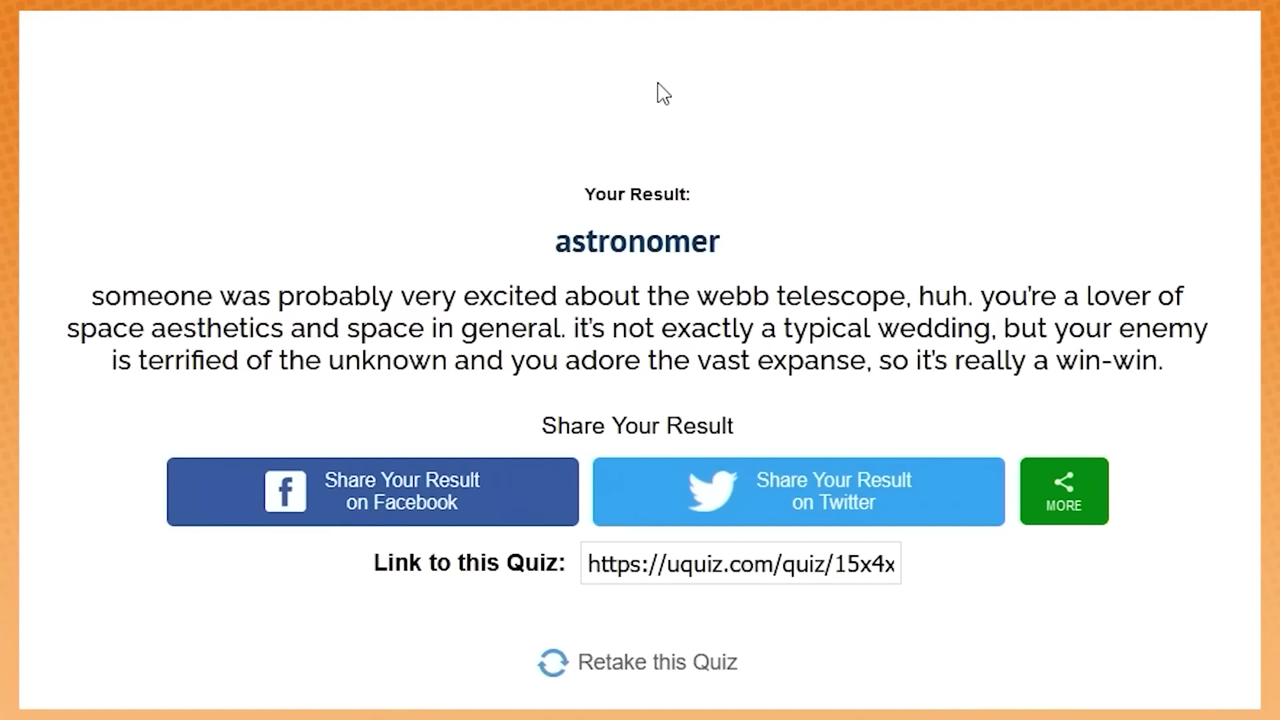 Your Result:
astronomer
someone was probably very excited about the webb telescope, huh. you're a lover of
space aesthetics and space in general. it's not exactly a typical wedding, but your enemy
is terrified of the unknown and you adore the vast expanse, so it's really a win-win.
Share Your Result
Share Your Result
on Facebook
Share Your Result
on Twitter
MORE
Link to this Quiz: https://uquiz.com/quiz/15x4x
Retake this Quiz